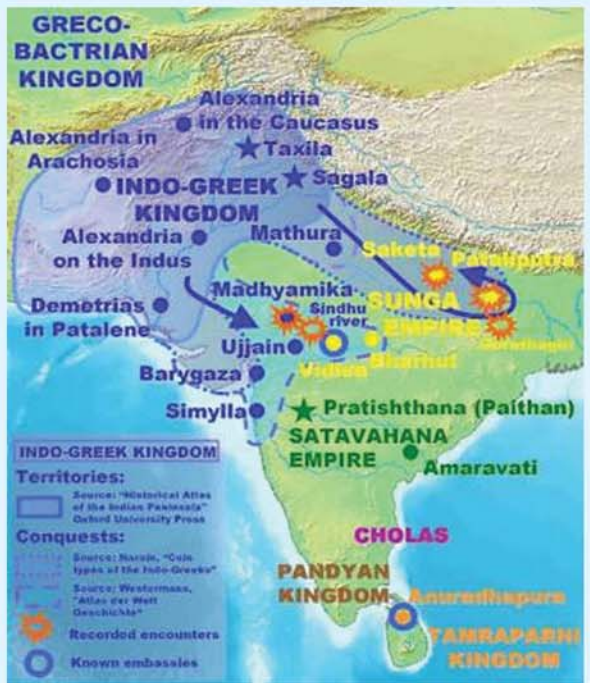 GRECO-
BACTRIAN
KINGDOM
Alexandria
in the Caucasus
Alexandria in
Arachosia
Taxila
Sagala
INDO-GREEK
KINGDOM
Alexandria
on the Indus
Mathura
Saketa
Pataliputra
Madhyamika
Sindhu
river
SUNGA
EMPIRE
Demetrias
in Patalene
Ujjain
Vidisa
Bharhut
Barygaza
Simylla
Pratishthana (Paithan)
SATAVAHANA
EMPIRE
Amaravati
INDO-GREEK KINGDOM
Territories:
Source: "Historical Atlas
of the Indian Peninsula"
Oxford University Press
Conquests:
Source: Narain, "Coin
types of the Indo-Greeks"
Source: Westermans,
"Atlas der Welt
Geschichte"
Recorded encounters
Known embassies
CHOLAS
PANDYAN
KINGDOM
Anuradhapura
TAMRAPARNI
KINGDOM